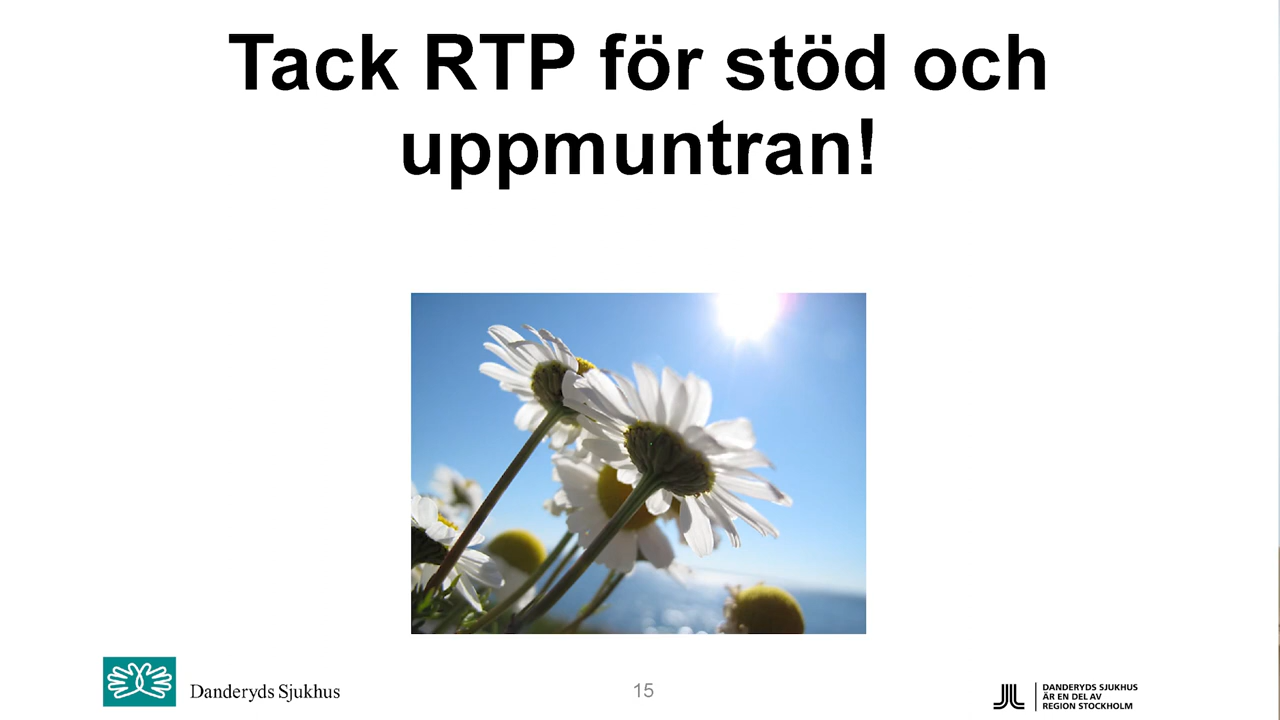 Tack RTP för stöd och
uppmuntran!
Danderyds Sjukhus
15
DANDERYDS SJUKHUS
ÄR EN DEL AV
REGION STOCKHOLM